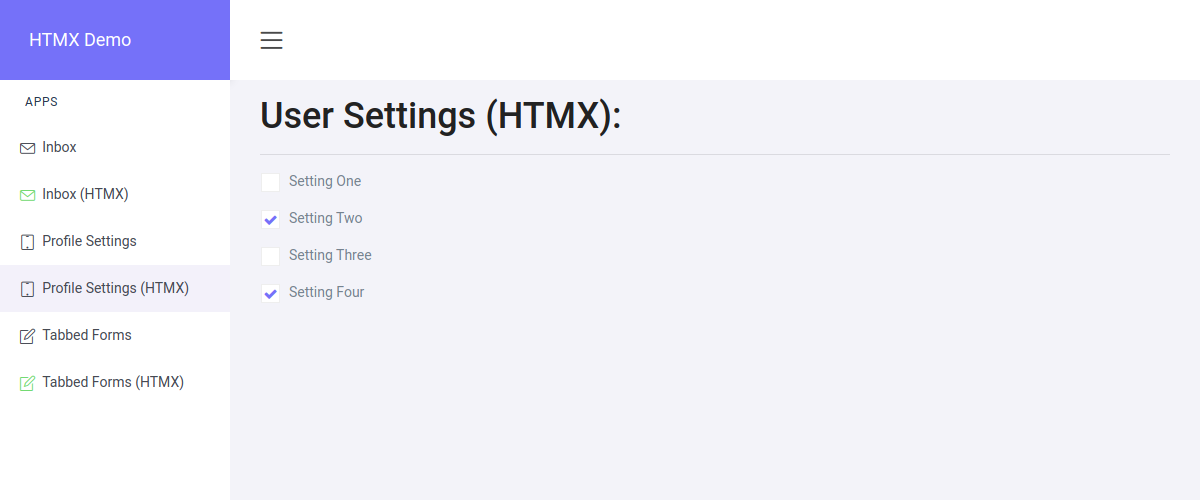 HTMX Demo
APPS
Inbox
Inbox (HTMX)
Profile Settings
Profile Settings (HTMX)
Tabbed Forms
Tabbed Forms (HTMX)
User Settings (HTMX):
Setting One
Setting Two
Setting Three
Setting Four